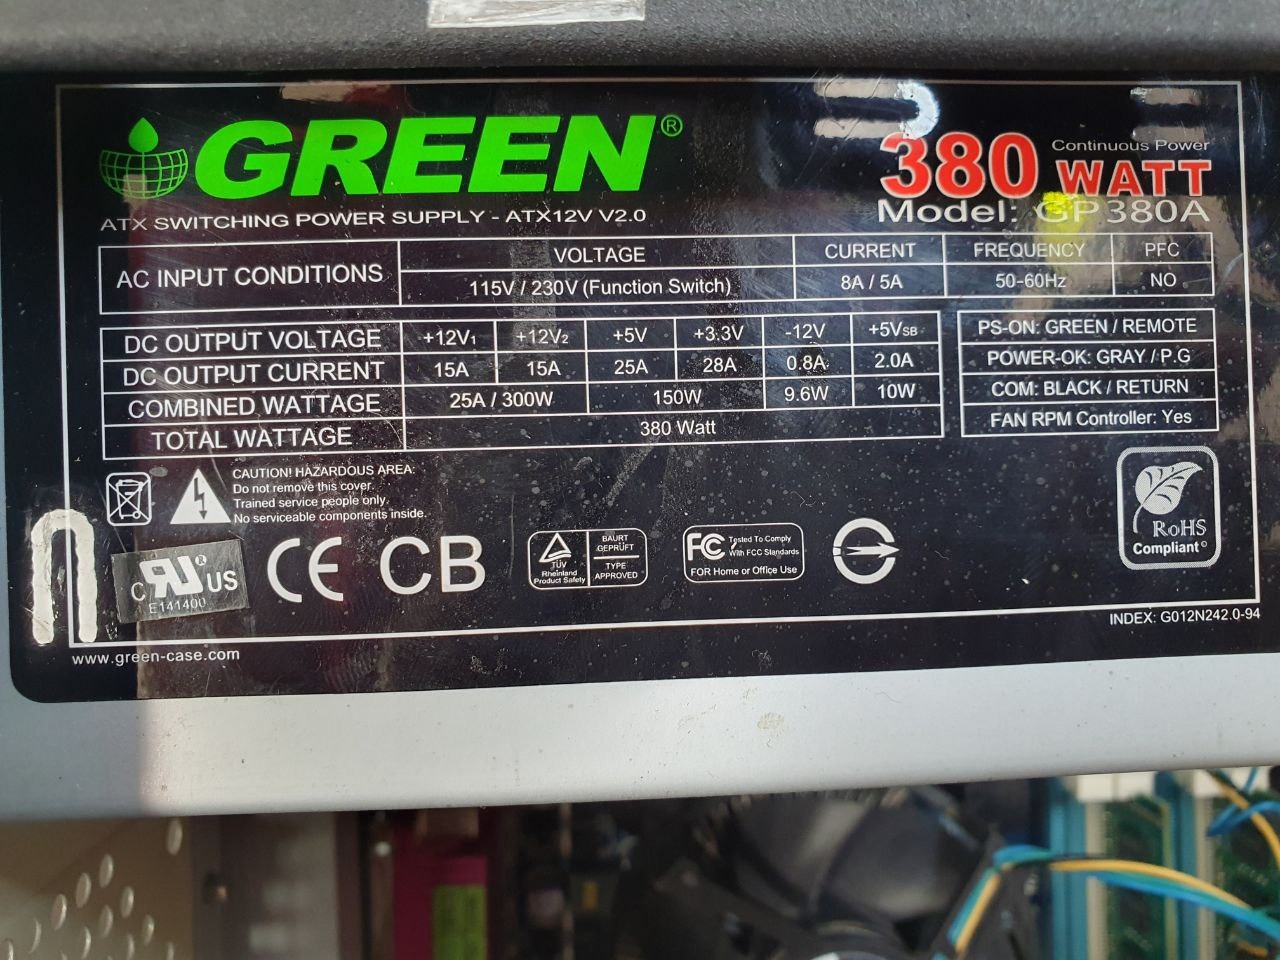 GREEN®
380 Continuous Power WATT
ATX SWITCHING POWER SUPPLY - ATX12V V2.0
Model: GP380A
AC INPUT CONDITIONS VOLTAGE CURRENT FREQUENCY PFC
115V / 230V (Function Switch) 8A / 5A 50-60Hz NO
DC OUTPUT VOLTAGE +12V1 +12V2 +5V +3.3V -12V +5VSB
DC OUTPUT CURRENT 15A 15A 25A 28A 0.8A 2.0A
COMBINED WATTAGE 25A / 300W 150W 9.6W 10W
TOTAL WATTAGE 380 Watt
PS-ON: GREEN / REMOTE
POWER-OK: GRAY / P.G
COM: BLACK / RETURN
FAN RPM Controller: Yes
CAUTION! HAZARDOUS AREA:
Do not remove this cover.
Trained service people only.
No serviceable components inside.
C RU® US
E141400
CE
CB
TÜV
Rheinland
Product Safety
BAURT
GEPRÜFT
TYPE
APPROVED
FC Tested To Comply
With FCC Standards
FOR Home or Office Use
RoHS
Compliant©
INDEX: G012N242.0-94
www.green-case.com